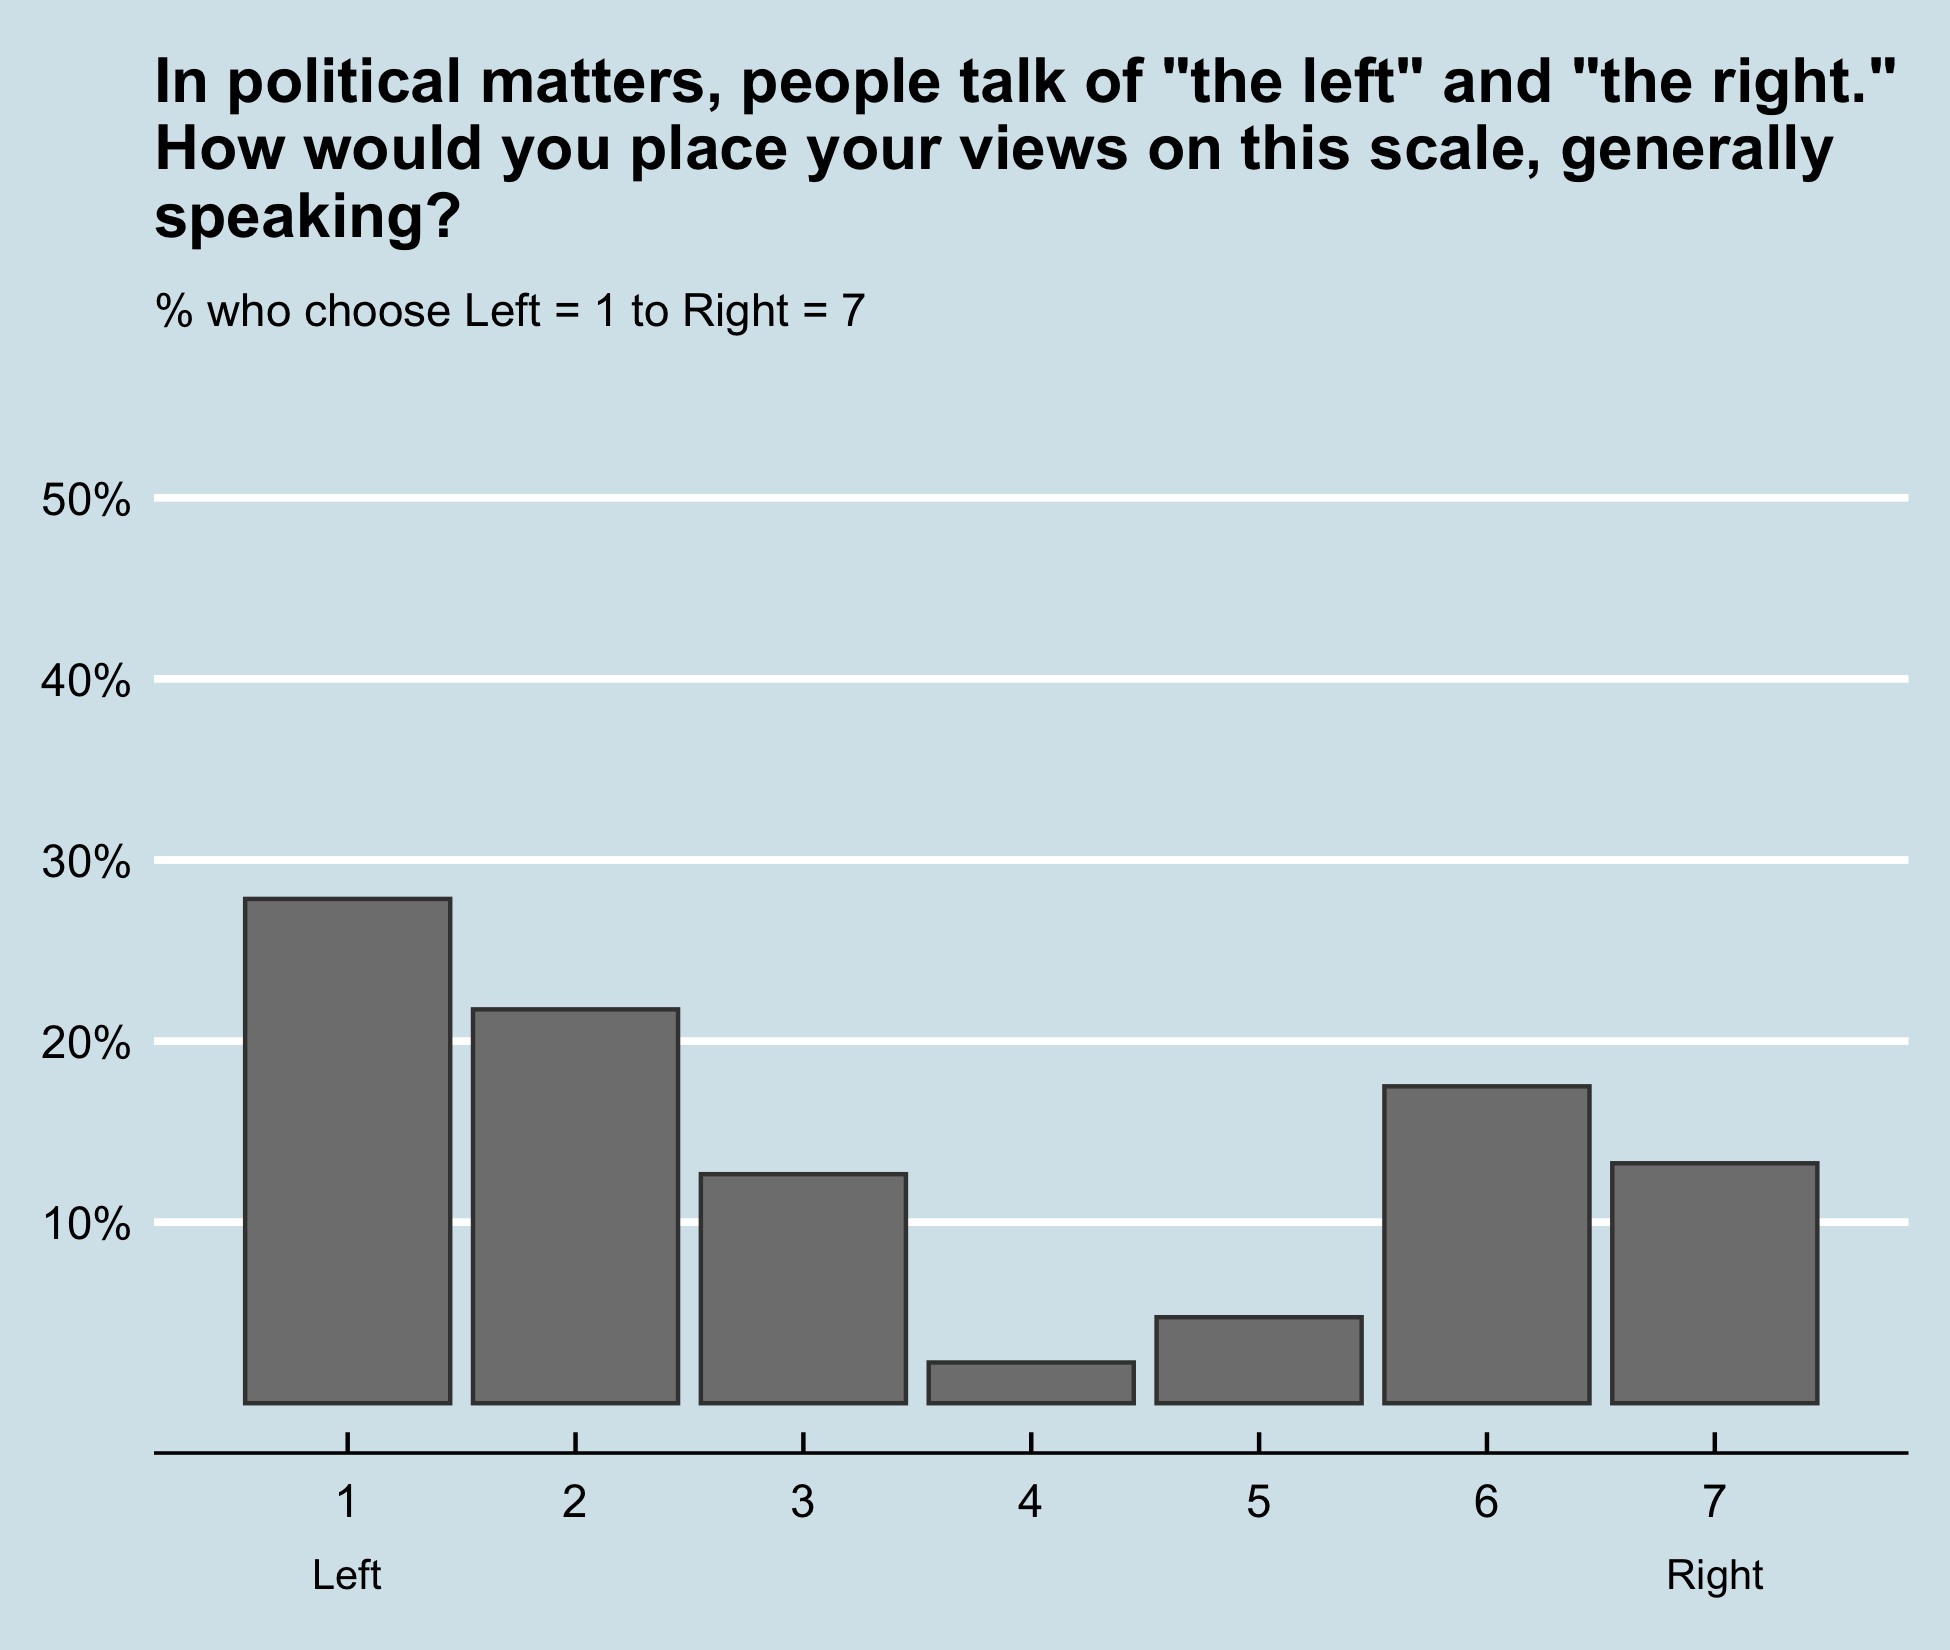 In political matters, people talk of "the left" and "the right."
How would you place your views on this scale, generally
speaking?
% who choose Left = 1 to Right = 7
50%
40%
30%
20%
10%
1 2 3 4 5 6 7
Left Right